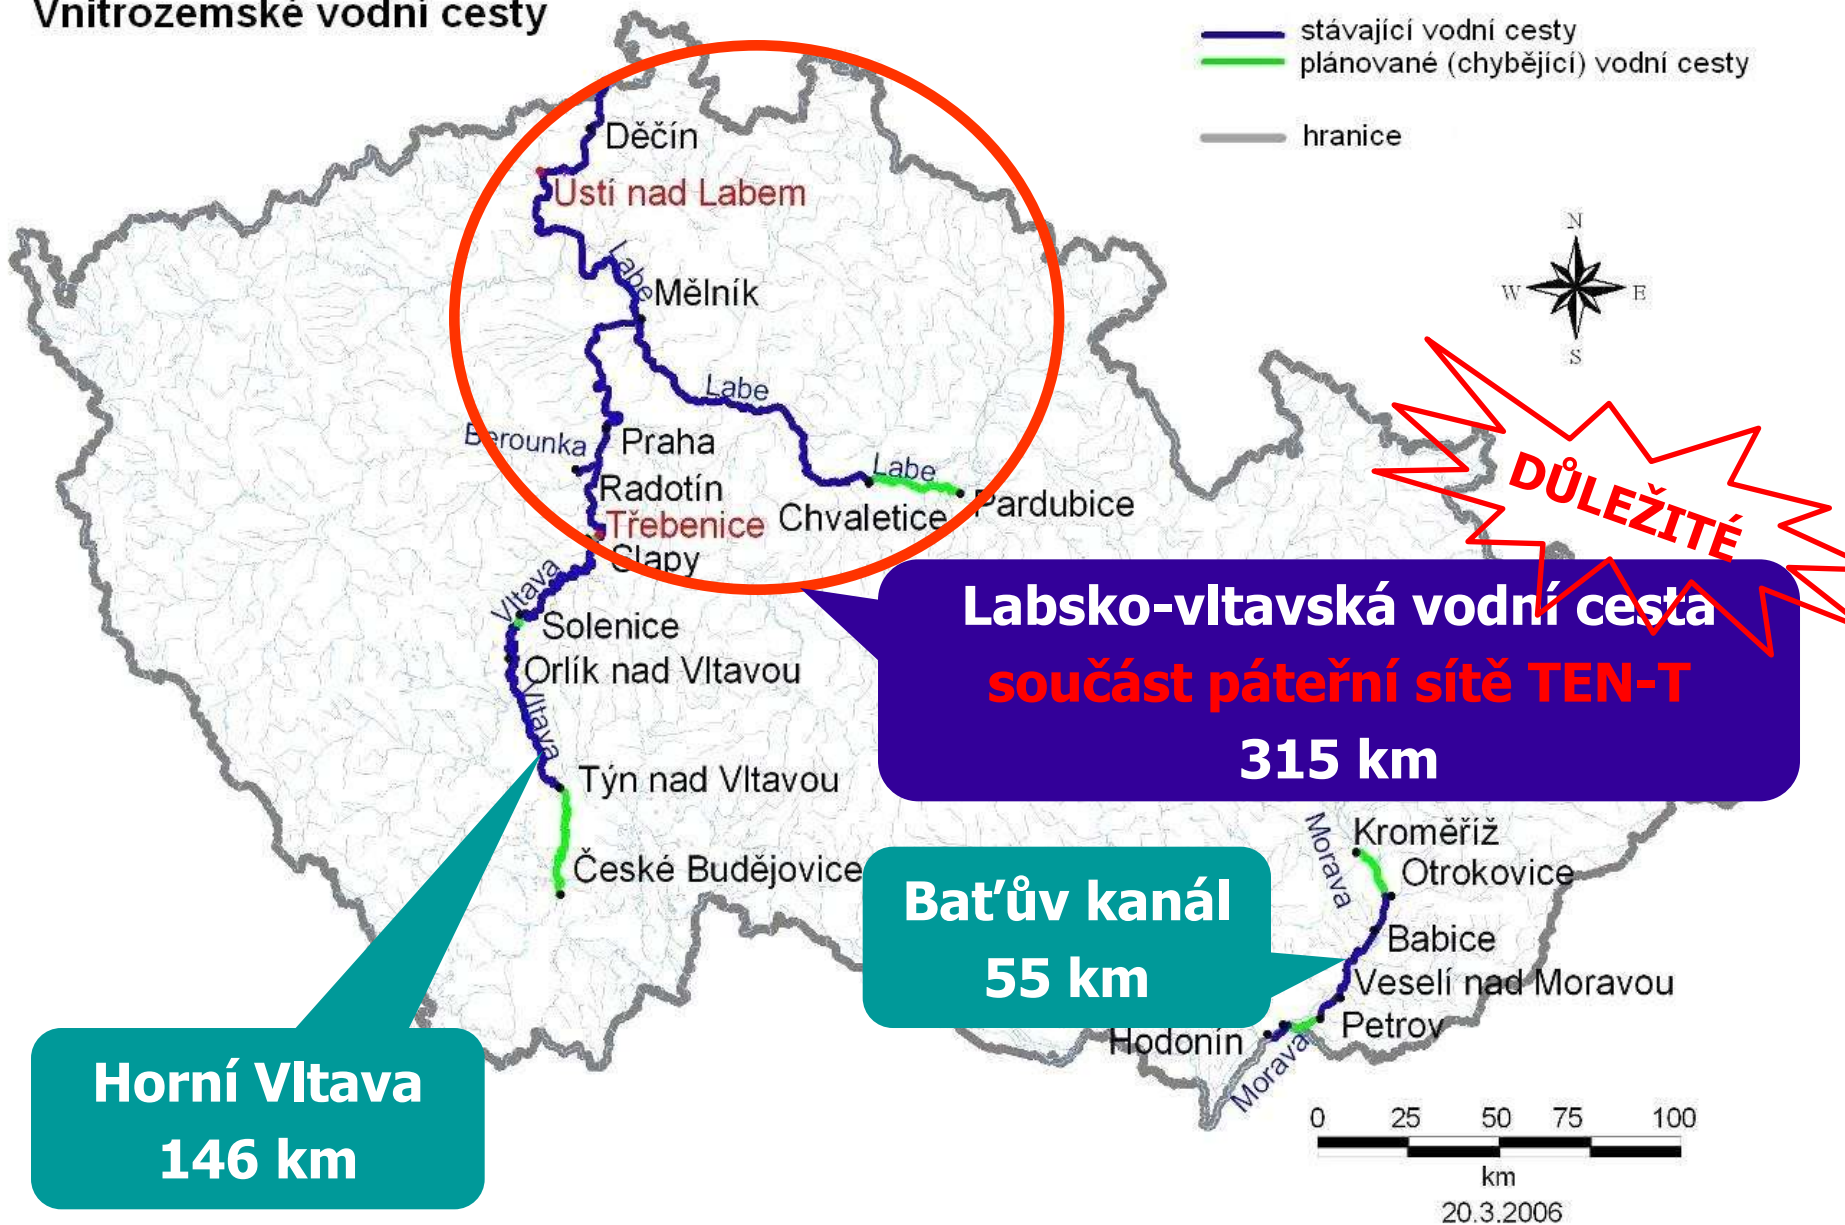 Vnitrozemské vodní cesty
stávající vodní cesty
plánované (chybějící) vodní cesty
hranice
N
W
E
S
Děčín
Ústí nad Labem
Labe
Mělník
Labe
Berounka
Praha
Labe
Radotín
Třebenice
Chvaletice
Pardubice
Slapy
Vltava
Solenice
Orlík nad Vltavou
Vltava
Týn nad Vltavou
České Budějovice
DŮLEŽITÉ
Labsko-vltavská vodní cesta
součást páteřní sítě TEN-T
315 km
Morava
Kroměříž
Otrokovice
Baťův kanál
55 km
Babice
Veselí nad Moravou
Petrov
Hodonín
Morava
Horní Vltava
146 km
0 25 50 75 100
km
20.3.2006